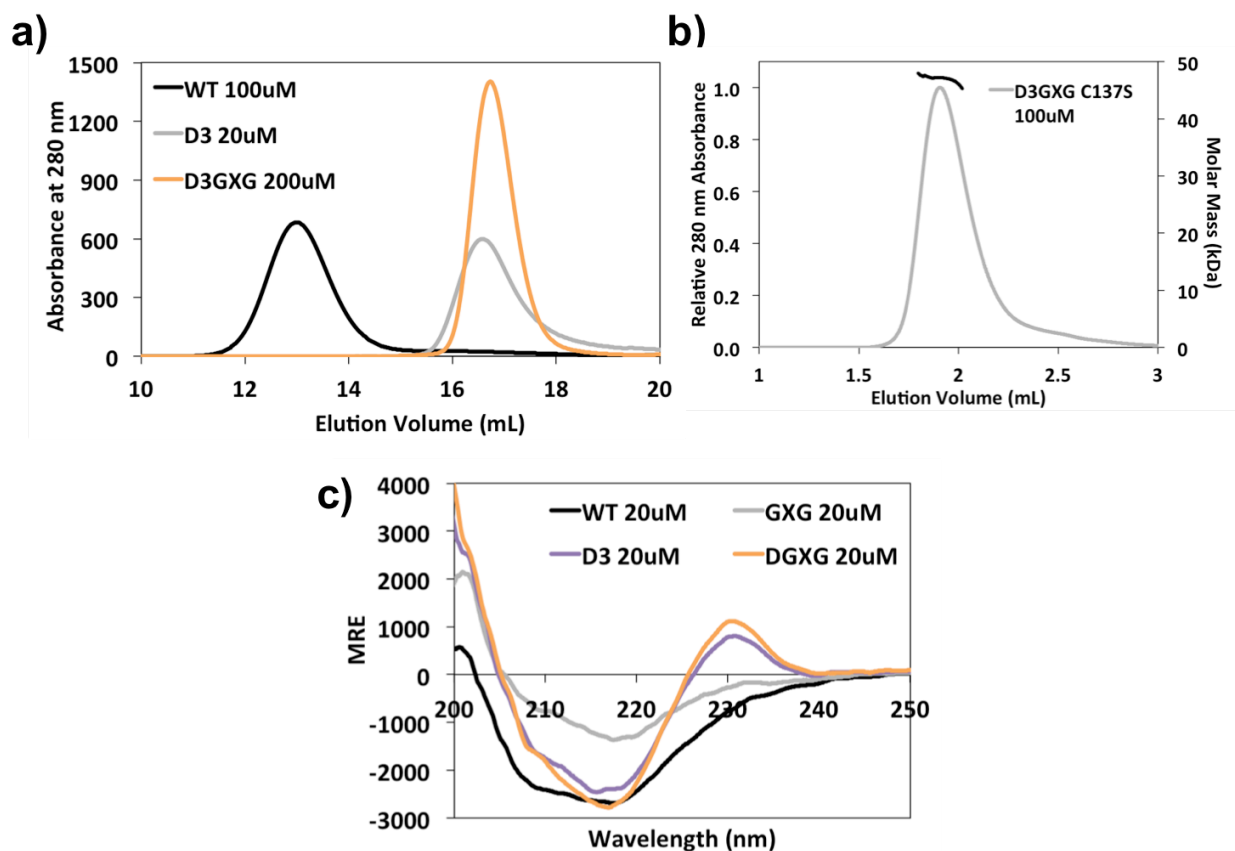 a)
Absorbance at 280 nm
1500
1200
900
600
300
0
WT 100uM
D3 20uM
D3GXG 200uM
10 12 14 16 18 20
Elution Volume (mL)
b)
Relative 280 nm Absorbance
1.0
0.8
0.6
0.4
0.2
0.0
D3GXG C137S
100uM
50
40
30
20
10
0
Molar Mass (kDa)
1 1.5 2 2.5 3
Elution Volume (mL)
c)
MRE
4000
3000
2000
1000
0
-1000
-2000
-3000
WT 20uM GXG 20uM
D3 20uM DGXG 20uM
200 210 220 230 240 250
Wavelength (nm)